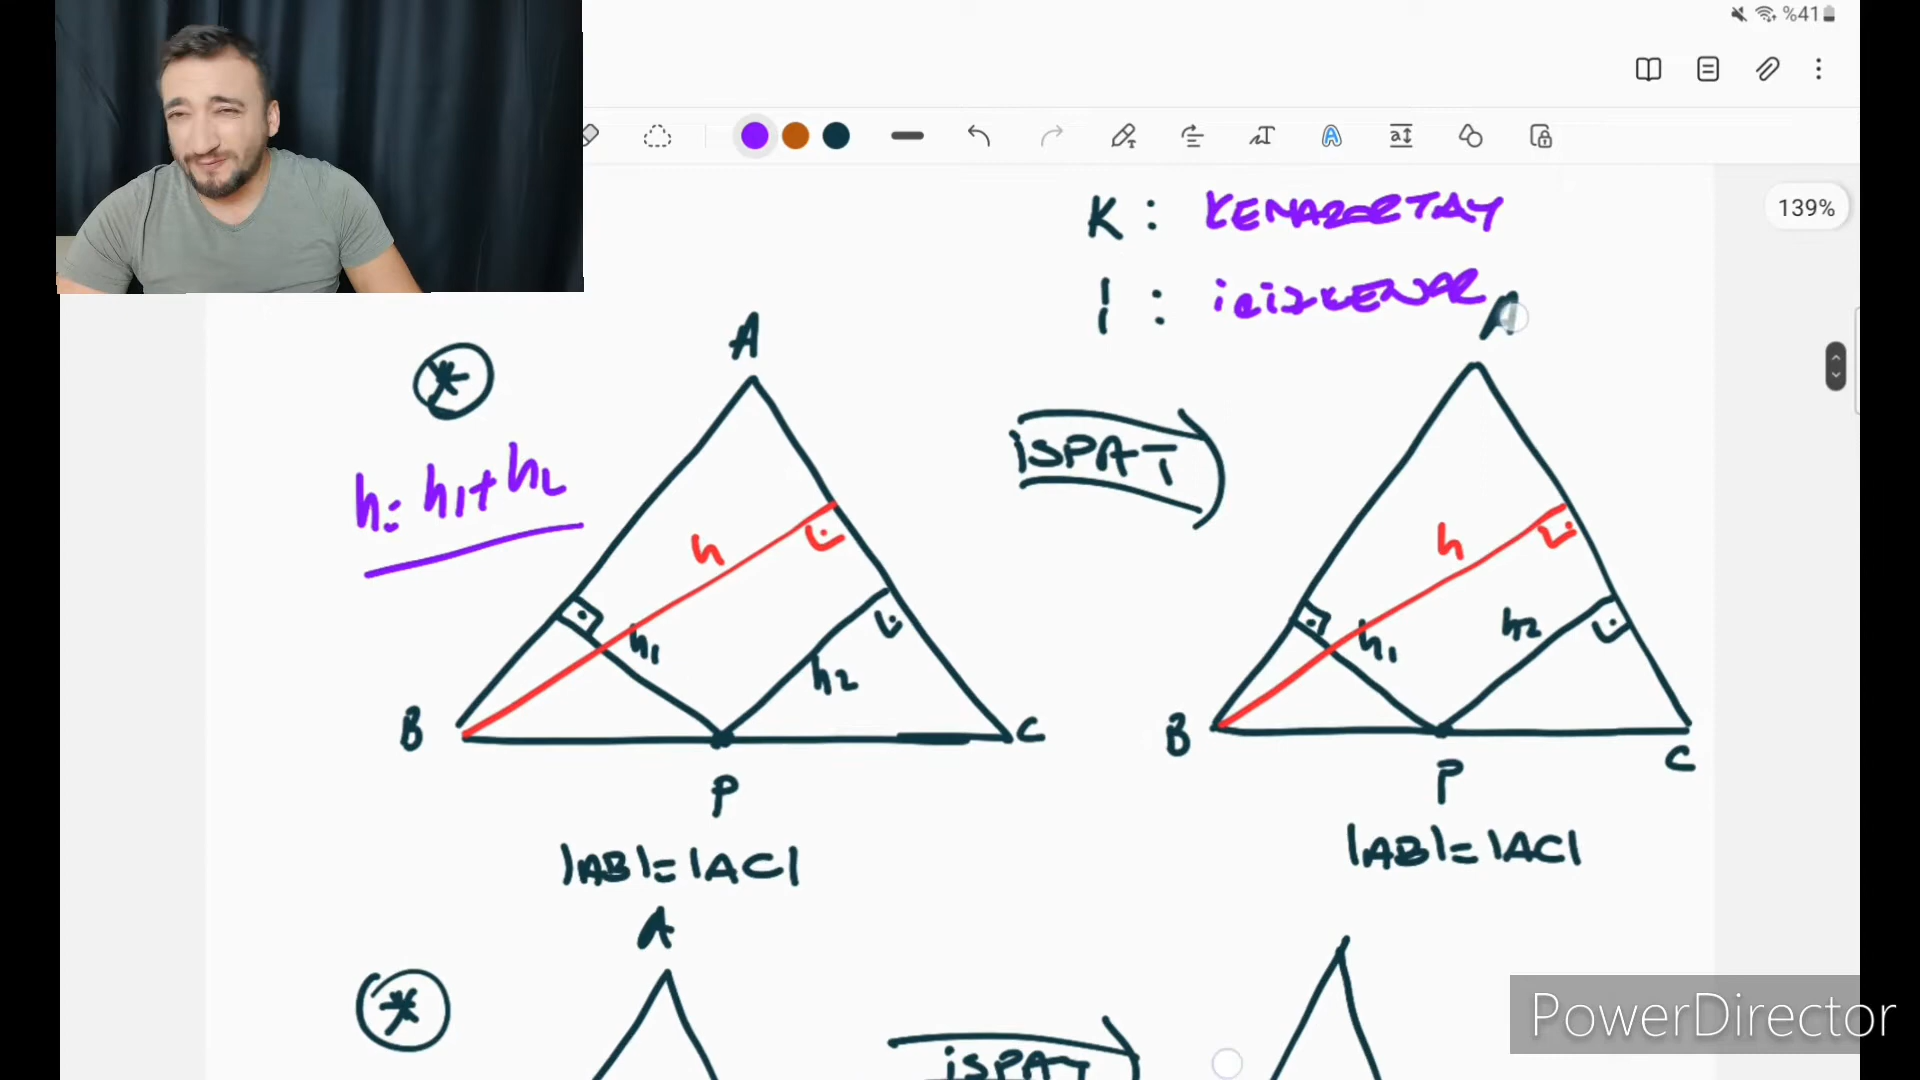 %41
139%
K : KENARORTAY
I : İKİZKENAR
A
A
*
h = h1 + h2
İSPAT
h
h
h1
h2
h1
h2
B
C
B
C
P
P
|AB| = |AC|
|AB| = |AC|
A
*
İSPAT
PowerDirector